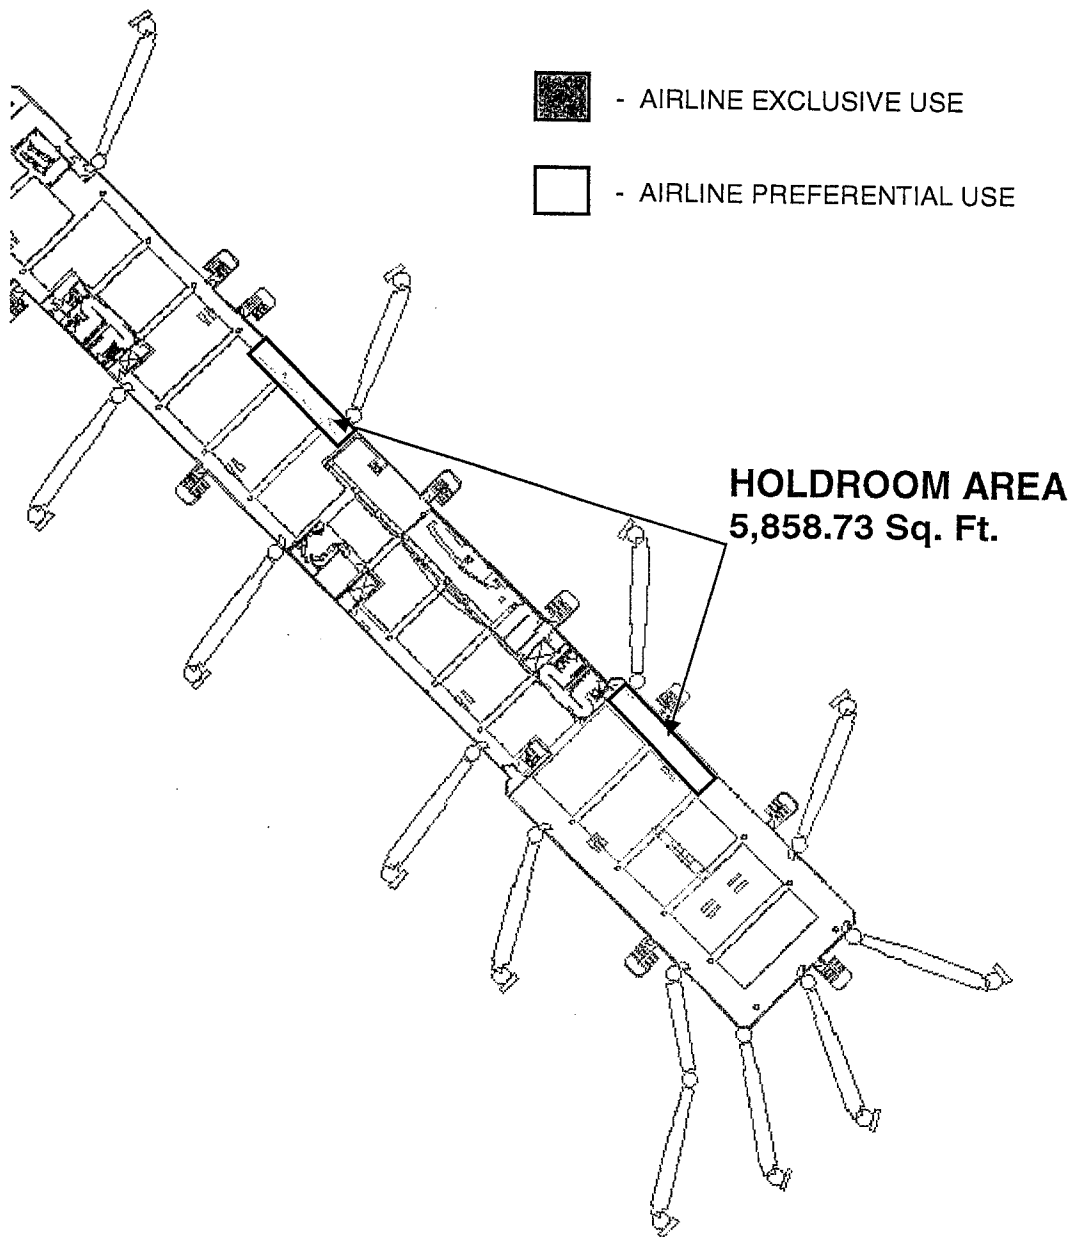 - AIRLINE EXCLUSIVE USE
- AIRLINE PREFERENTIAL USE
HOLDROOM AREA
5,858.73 Sq. Ft.